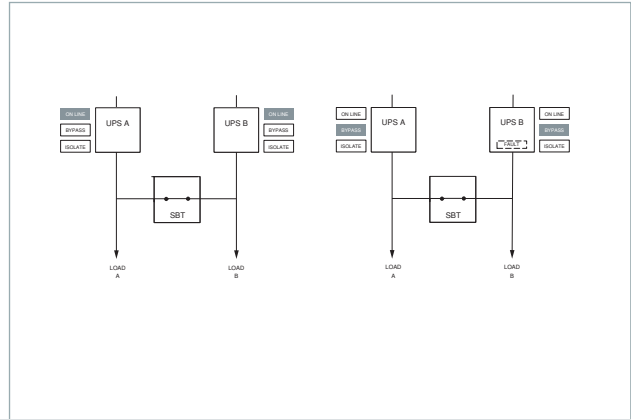 ON LINE
BYPASS
ISOLATE
UPS A
UPS B
ON LINE
BYPASS
ISOLATE
SBT
LOAD
A
LOAD
B
ON LINE
BYPASS
ISOLATE
UPS A
UPS B
FAULT
ON LINE
BYPASS
ISOLATE
SBT
LOAD
A
LOAD
B